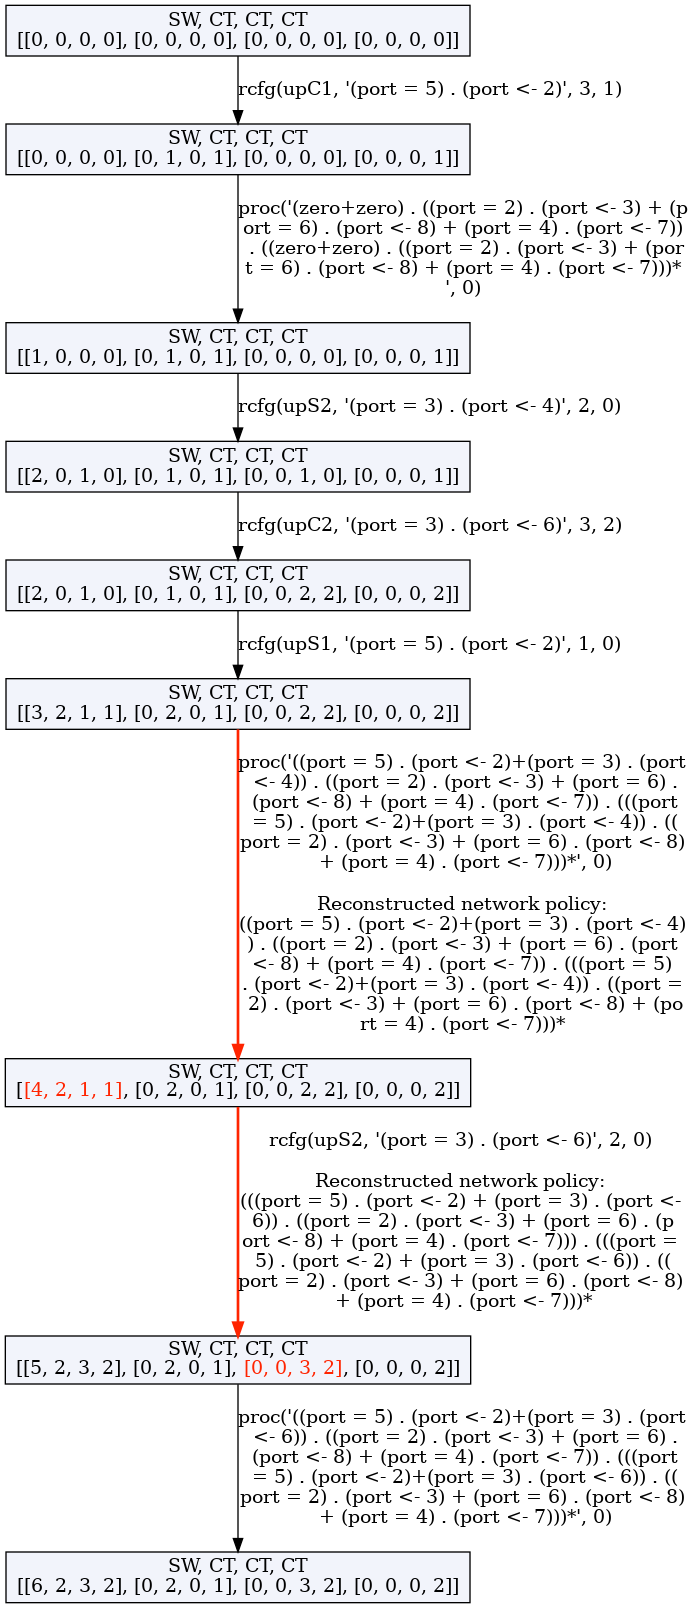 SW, CT, CT, CT
[[0, 0, 0, 0], [0, 0, 0, 0], [0, 0, 0, 0], [0, 0, 0, 0]]
rcfg(upC1, '(port = 5) . (port <- 2)', 3, 1)
SW, CT, CT, CT
[[0, 0, 0, 0], [0, 1, 0, 1], [0, 0, 0, 0], [0, 0, 0, 1]]
proc('(zero+zero) . ((port = 2) . (port <- 3) + (p
ort = 6) . (port <- 8) + (port = 4) . (port <- 7))
. ((zero+zero) . ((port = 2) . (port <- 3) + (por
t = 6) . (port <- 8) + (port = 4) . (port <- 7)))*
', 0)
SW, CT, CT, CT
[[1, 0, 0, 0], [0, 1, 0, 1], [0, 0, 0, 0], [0, 0, 0, 1]]
rcfg(upS2, '(port = 3) . (port <- 4)', 2, 0)
SW, CT, CT, CT
[[2, 0, 1, 0], [0, 1, 0, 1], [0, 0, 1, 0], [0, 0, 0, 1]]
rcfg(upC2, '(port = 3) . (port <- 6)', 3, 2)
SW, CT, CT, CT
[[2, 0, 1, 0], [0, 1, 0, 1], [0, 0, 2, 2], [0, 0, 0, 2]]
rcfg(upS1, '(port = 5) . (port <- 2)', 1, 0)
SW, CT, CT, CT
[[3, 2, 1, 1], [0, 2, 0, 1], [0, 0, 2, 2], [0, 0, 0, 2]]
proc('((port = 5) . (port <- 2)+(port = 3) . (port
<- 4)) . ((port = 2) . (port <- 3) + (port = 6) .
(port <- 8) + (port = 4) . (port <- 7)) . (((port
= 5) . (port <- 2)+(port = 3) . (port <- 4)) . ((
port = 2) . (port <- 3) + (port = 6) . (port <- 8)
+ (port = 4) . (port <- 7)))*', 0)
Reconstructed network policy:
((port = 5) . (port <- 2)+(port = 3) . (port <- 4)
) . ((port = 2) . (port <- 3) + (port = 6) . (port
<- 8) + (port = 4) . (port <- 7)) . (((port = 5)
. (port <- 2)+(port = 3) . (port <- 4)) . ((port =
2) . (port <- 3) + (port = 6) . (port <- 8) + (po
rt = 4) . (port <- 7)))*
SW, CT, CT, CT
[[4, 2, 1, 1], [0, 2, 0, 1], [0, 0, 2, 2], [0, 0, 0, 2]]
rcfg(upS2, '(port = 3) . (port <- 6)', 2, 0)
Reconstructed network policy:
(((port = 5) . (port <- 2) + (port = 3) . (port <-
6)) . ((port = 2) . (port <- 3) + (port = 6) . (p
ort <- 8) + (port = 4) . (port <- 7))) . (((port =
5) . (port <- 2) + (port = 3) . (port <- 6)) . ((
port = 2) . (port <- 3) + (port = 6) . (port <- 8)
+ (port = 4) . (port <- 7)))*
SW, CT, CT, CT
[[5, 2, 3, 2], [0, 2, 0, 1], [0, 0, 3, 2], [0, 0, 0, 2]]
proc('((port = 5) . (port <- 2)+(port = 3) . (port
<- 6)) . ((port = 2) . (port <- 3) + (port = 6) .
(port <- 8) + (port = 4) . (port <- 7)) . (((port
= 5) . (port <- 2)+(port = 3) . (port <- 6)) . ((
port = 2) . (port <- 3) + (port = 6) . (port <- 8)
+ (port = 4) . (port <- 7)))*', 0)
SW, CT, CT, CT
[[6, 2, 3, 2], [0, 2, 0, 1], [0, 0, 3, 2], [0, 0, 0, 2]]